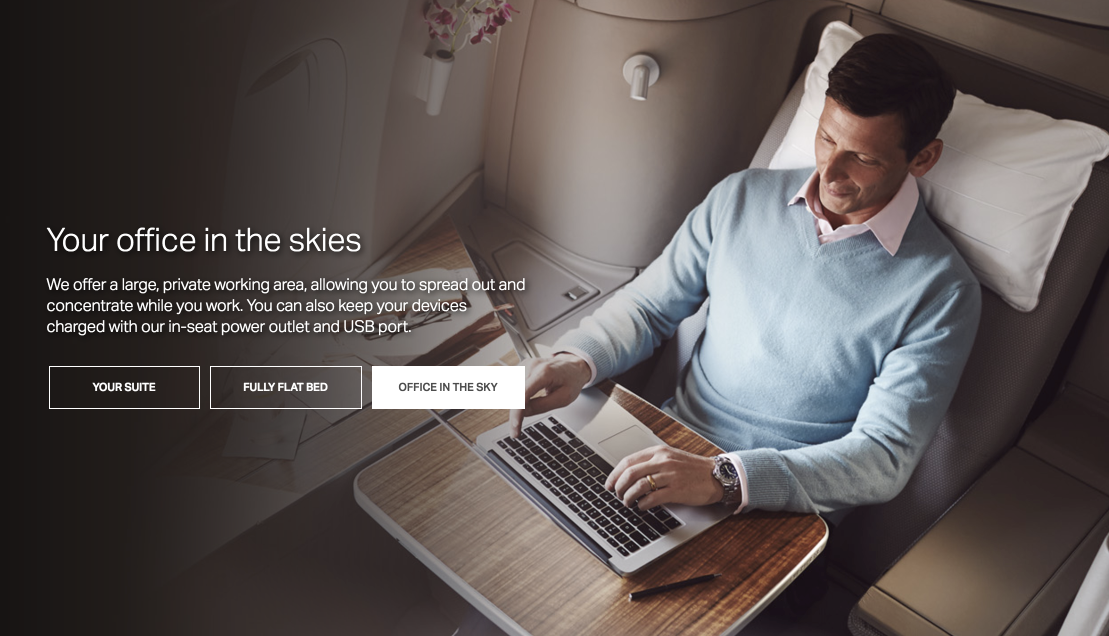 Your office in the skies
We offer a large, private working area, allowing you to spread out and
concentrate while you work. You can also keep your devices
charged with our in-seat power outlet and USB port.
YOUR SUITE
FULLY FLAT BED
OFFICE IN THE SKY